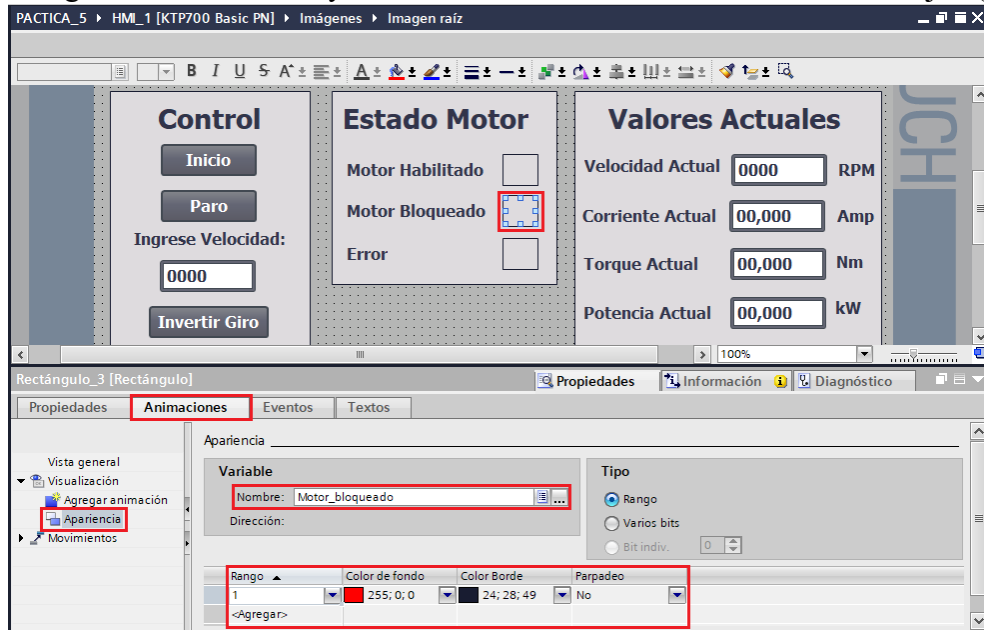 PACTICA_5 ▸ HMI_1 [KTP700 Basic PN] ▸ Imágenes ▸ Imagen raíz
B I U S A
Control
Inicio
Paro
Ingrese Velocidad:
0000
Invertir Giro
Estado Motor
Motor Habilitado
Motor Bloqueado
Error
Valores Actuales
Velocidad Actual 0000 RPM
Corriente Actual 00,000 Amp
Torque Actual 00,000 Nm
Potencia Actual 00,000 kW
100%
Rectángulo_3 [Rectángulo]
Propiedades Información Diagnóstico
Propiedades Animaciones Eventos Textos
Vista general
Visualización
Agregar animación
Apariencia
Movimientos
Apariencia
Variable
Nombre: Motor_bloqueado ...
Dirección:
Tipo
Rango
Varios bits
Bit indiv. 0
Rango Color de fondo Color Borde Parpadeo
1 255; 0; 0 24; 28; 49 No
<Agregar>